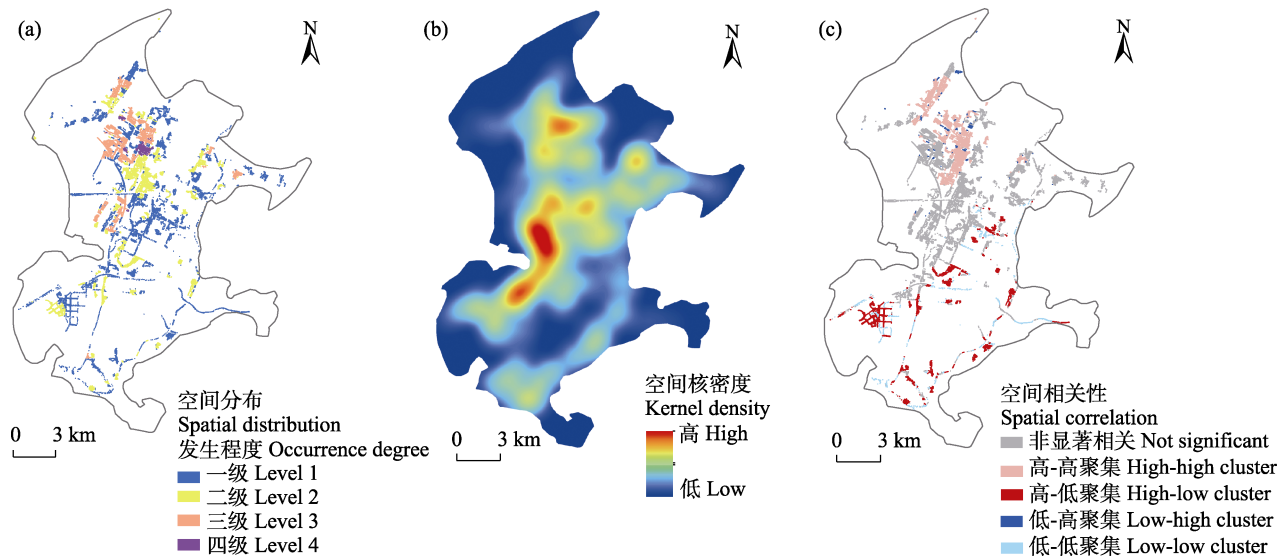 (a)
N
空间分布
Spatial distribution
发生程度 Occurrence degree
一级 Level 1
二级 Level 2
三级 Level 3
四级 Level 4
0 3 km
(b)
N
空间核密度
Kernel density
高 High
低 Low
0 3 km
(c)
N
空间相关性
Spatial correlation
非显著相关 Not significant
高-高聚集 High-high cluster
高-低聚集 High-low cluster
低-高聚集 Low-high cluster
低-低聚集 Low-low cluster
0 3 km